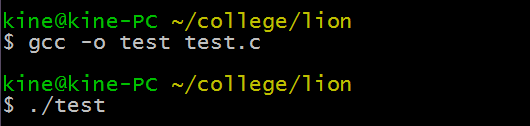 kine@kine-PC ~/college/lion
$ gcc -o test test.c
kine@kine-PC ~/college/lion
$ ./test